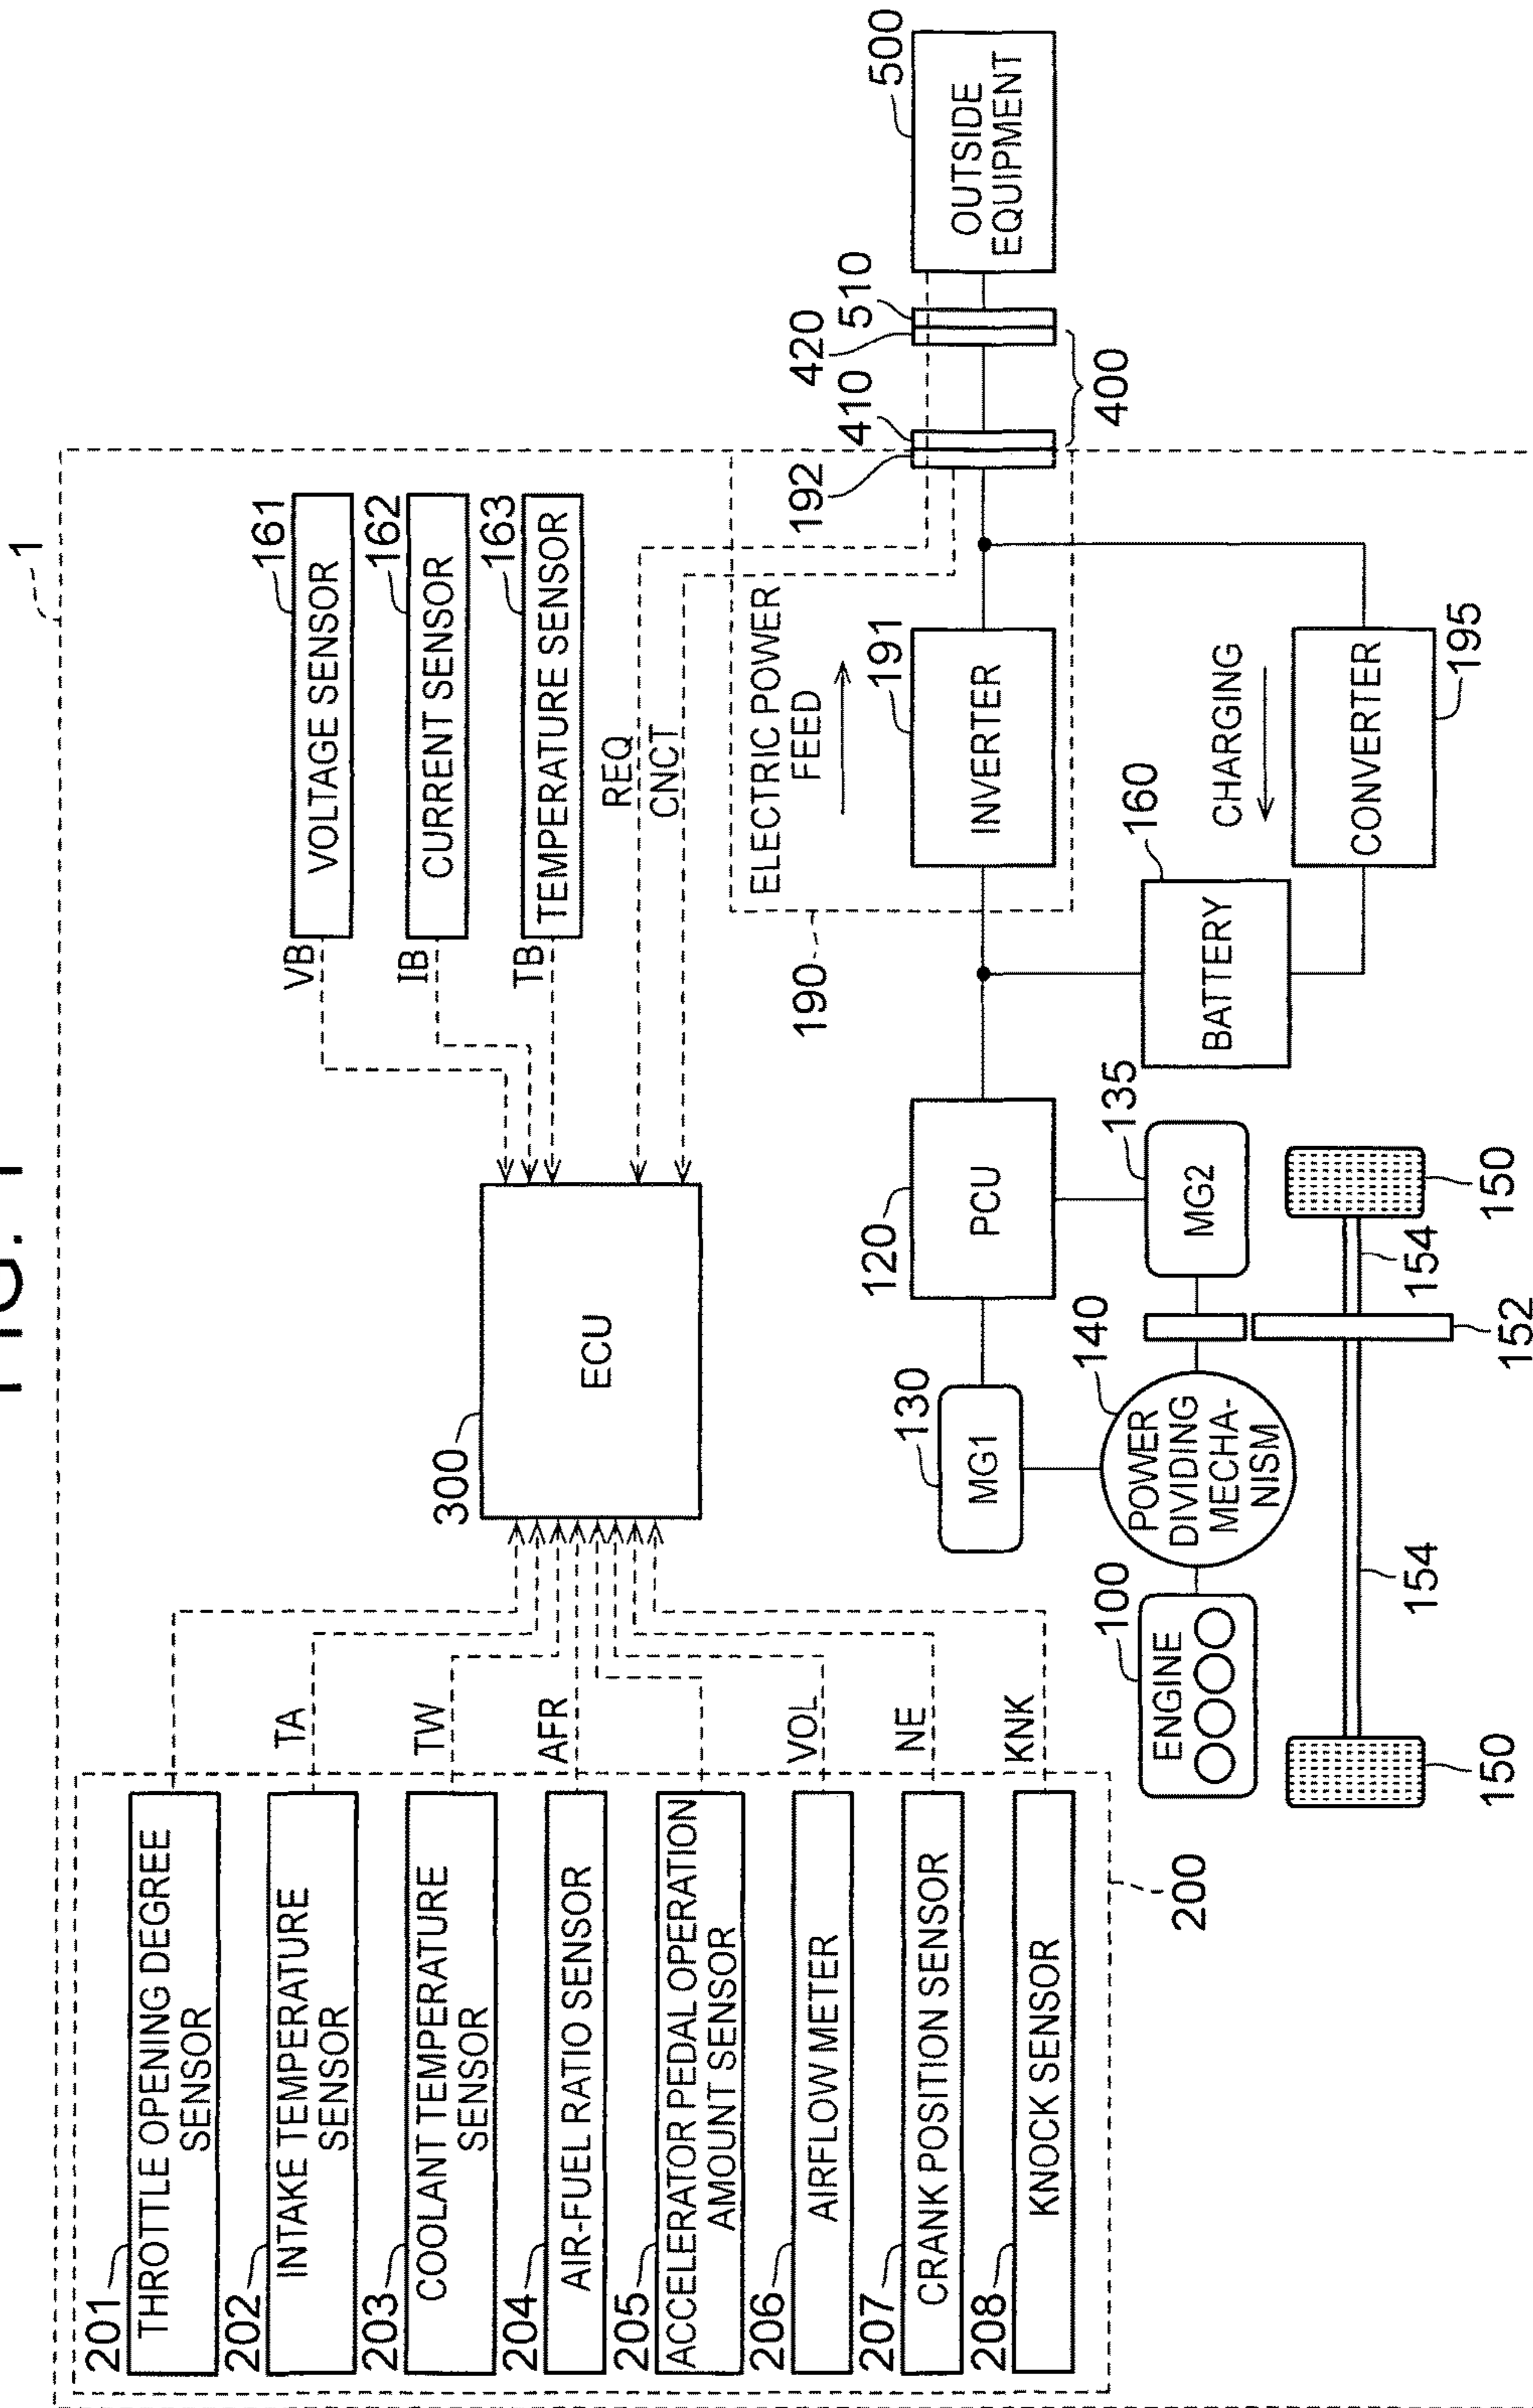 FIG. 1
1
201
THROTTLE OPENING DEGREE
SENSOR
202
INTAKE TEMPERATURE
SENSOR
TA
203
COOLANT TEMPERATURE
SENSOR
TW
204
AIR-FUEL RATIO SENSOR
AFR
205
ACCELERATOR PEDAL OPERATION
AMOUNT SENSOR
206
AIRFLOW METER
VOL
207
CRANK POSITION SENSOR
NE
208
KNOCK SENSOR
KNK
200
300
ECU
VB
VOLTAGE SENSOR
161
IB
CURRENT SENSOR
162
TB
TEMPERATURE SENSOR
163
REQ
CNCT
190
ELECTRIC POWER
FEED
INVERTER
191
192
410
420
510
400
500
OUTSIDE
EQUIPMENT
120
PCU
130
MG1
135
MG2
140
POWER
DIVIDING
MECHA-
NISM
100
ENGINE
160
BATTERY
CHARGING
CONVERTER
195
150
154
154
150
152